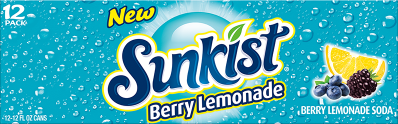 12
PACK
New
Sunkist
Berry Lemonade
BERRY LEMONADE SODA
12-12 FL OZ CANS